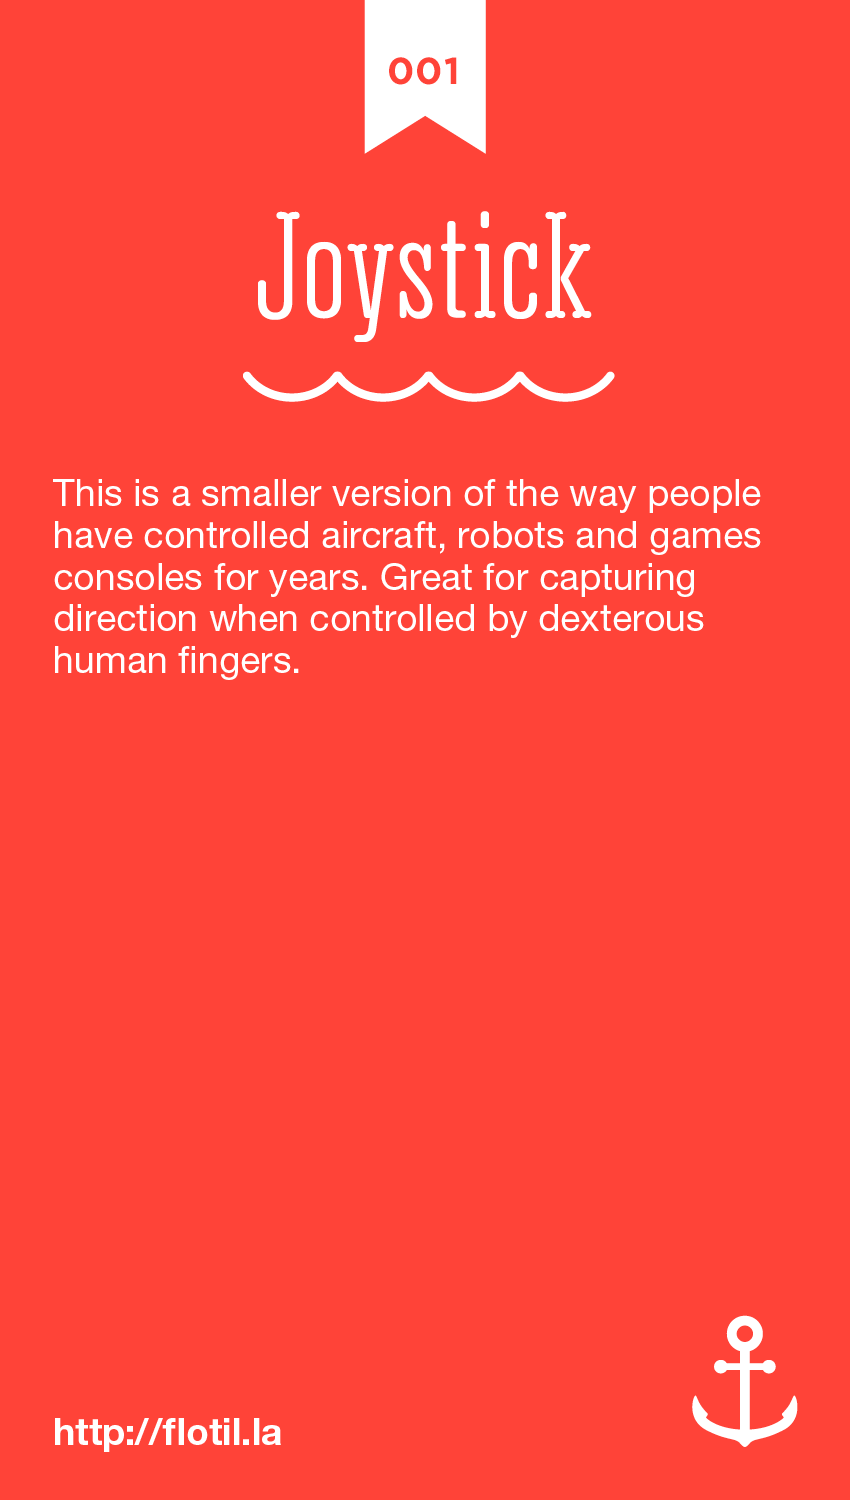 001
Joystick
This is a smaller version of the way people
have controlled aircraft, robots and games
consoles for years. Great for capturing
direction when controlled by dexterous
human fingers.
http://flotil.la